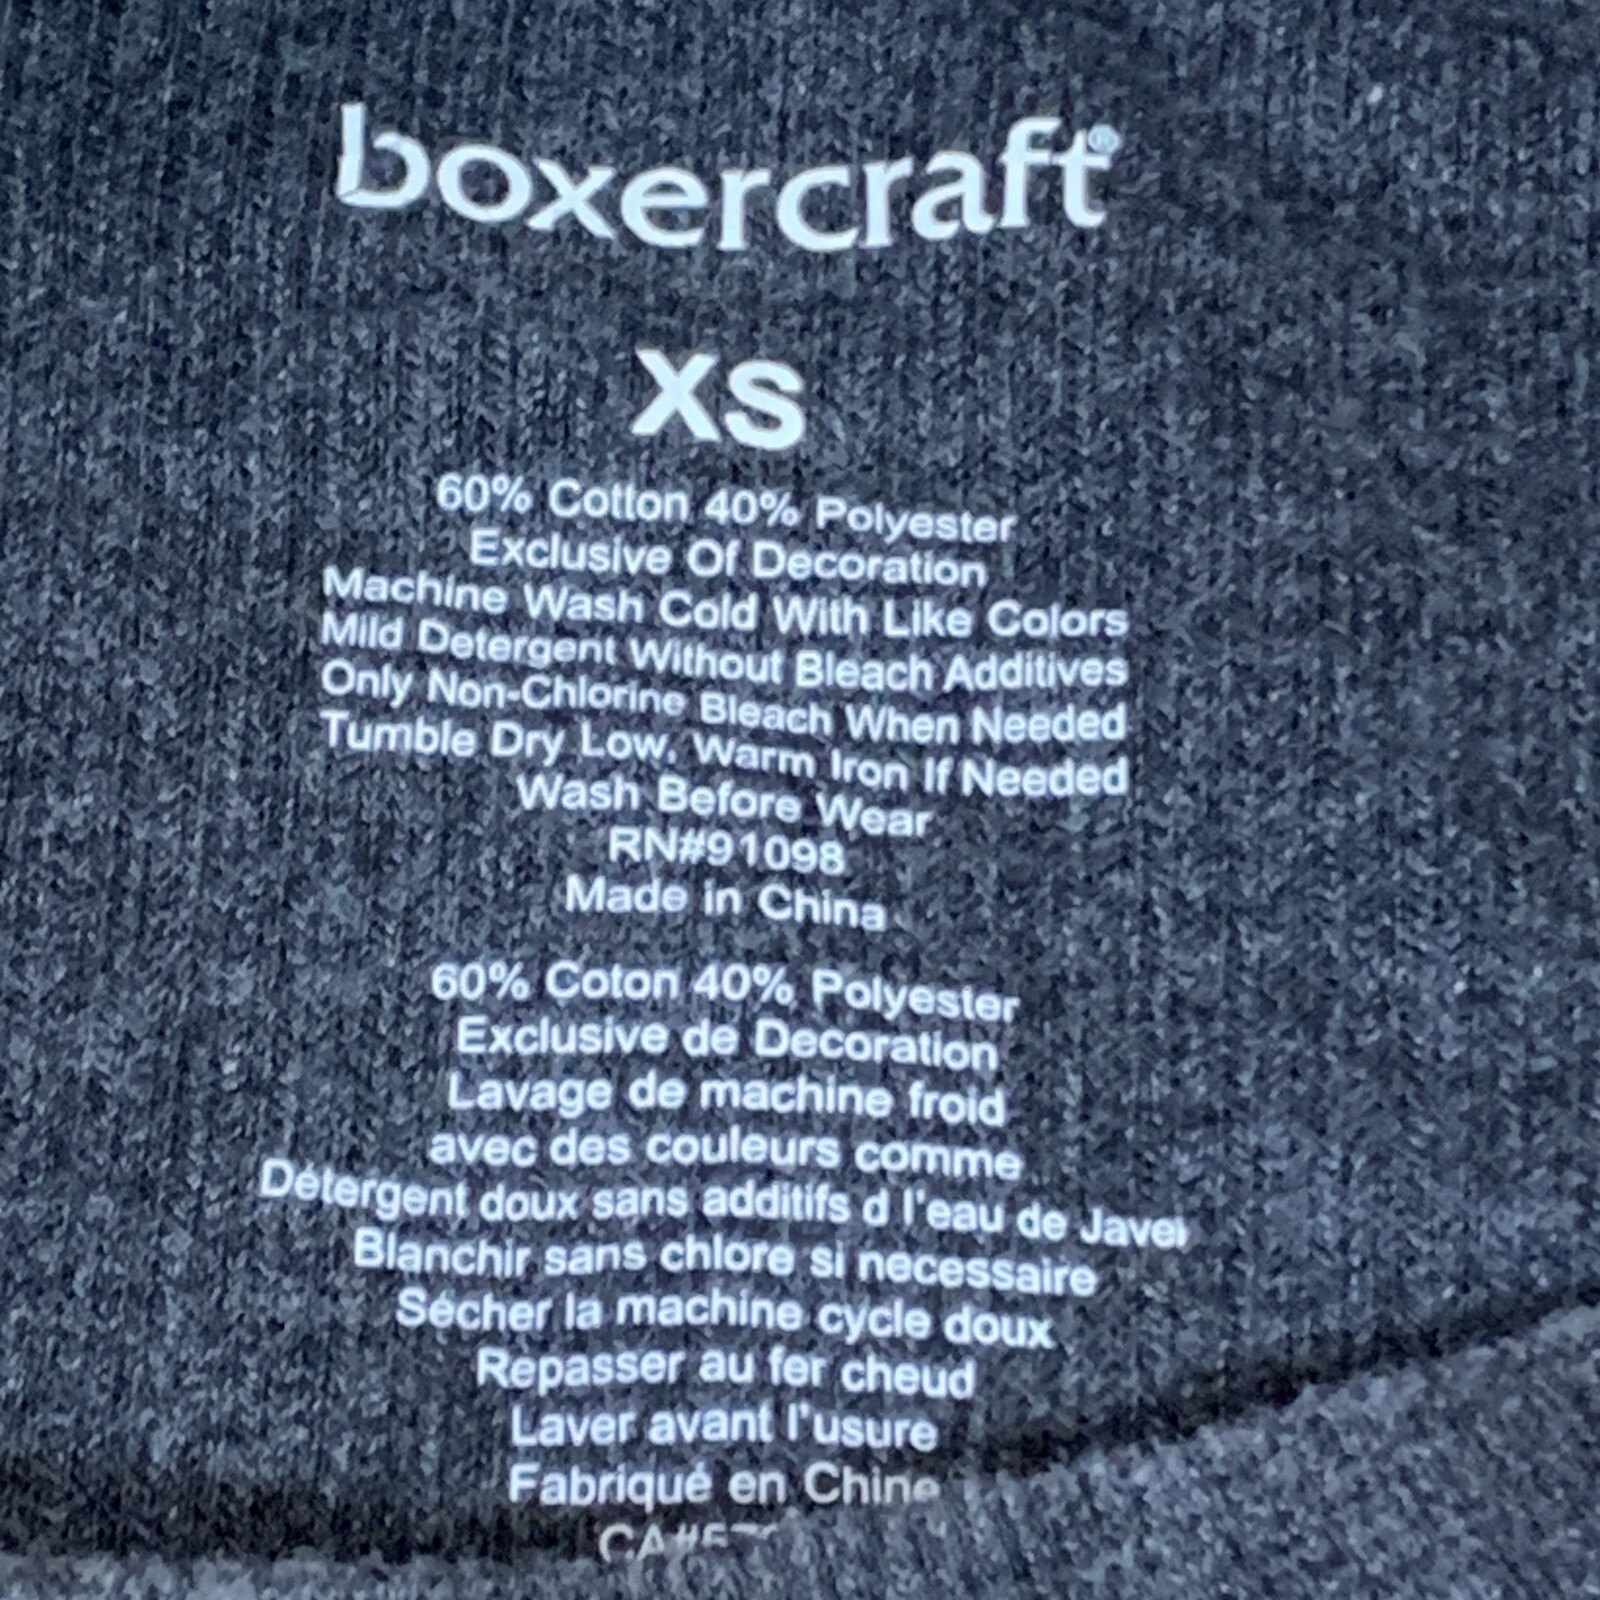 boxercraft®
XS
60% Cotton 40% Polyester
Exclusive Of Decoration
Machine Wash Cold With Like Colors
Mild Detergent Without Bleach Additives
Only Non-Chlorine Bleach When Needed
Tumble Dry Low. Warm Iron If Needed
Wash Before Wear
RN#91098
Made in China
60% Coton 40% Polyester
Exclusive de Decoration
Lavage de machine froid
avec des couleurs comme
Détergent doux sans additifs d l'eau de Javel
Blanchir sans chlore si necessaire
Sécher la machine cycle doux
Repasser au fer cheud
Laver avant l'usure
Fabriqué en Chine